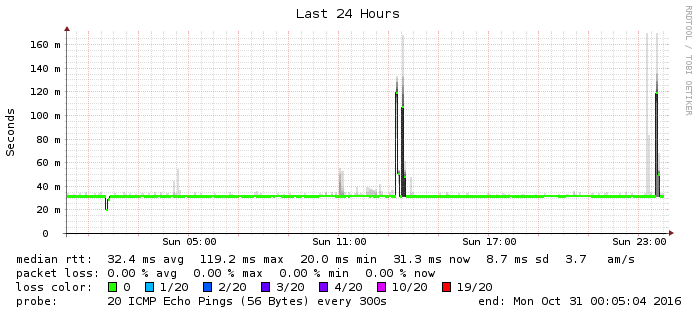 Last 24 Hours
RRDTOOL / TOBI OETIKER
Seconds
160 m
140 m
120 m
100 m
80 m
60 m
40 m
20 m
0
Sun 05:00 Sun 11:00 Sun 17:00 Sun 23:00
median rtt: 32.4 ms avg 119.2 ms max 20.0 ms min 31.3 ms now 8.7 ms sd 3.7 am/s
packet loss: 0.00 % avg 0.00 % max 0.00 % min 0.00 % now
loss color: 0 1/20 2/20 3/20 4/20 10/20 19/20
probe: 20 ICMP Echo Pings (56 Bytes) every 300s end: Mon Oct 31 00:05:04 2016